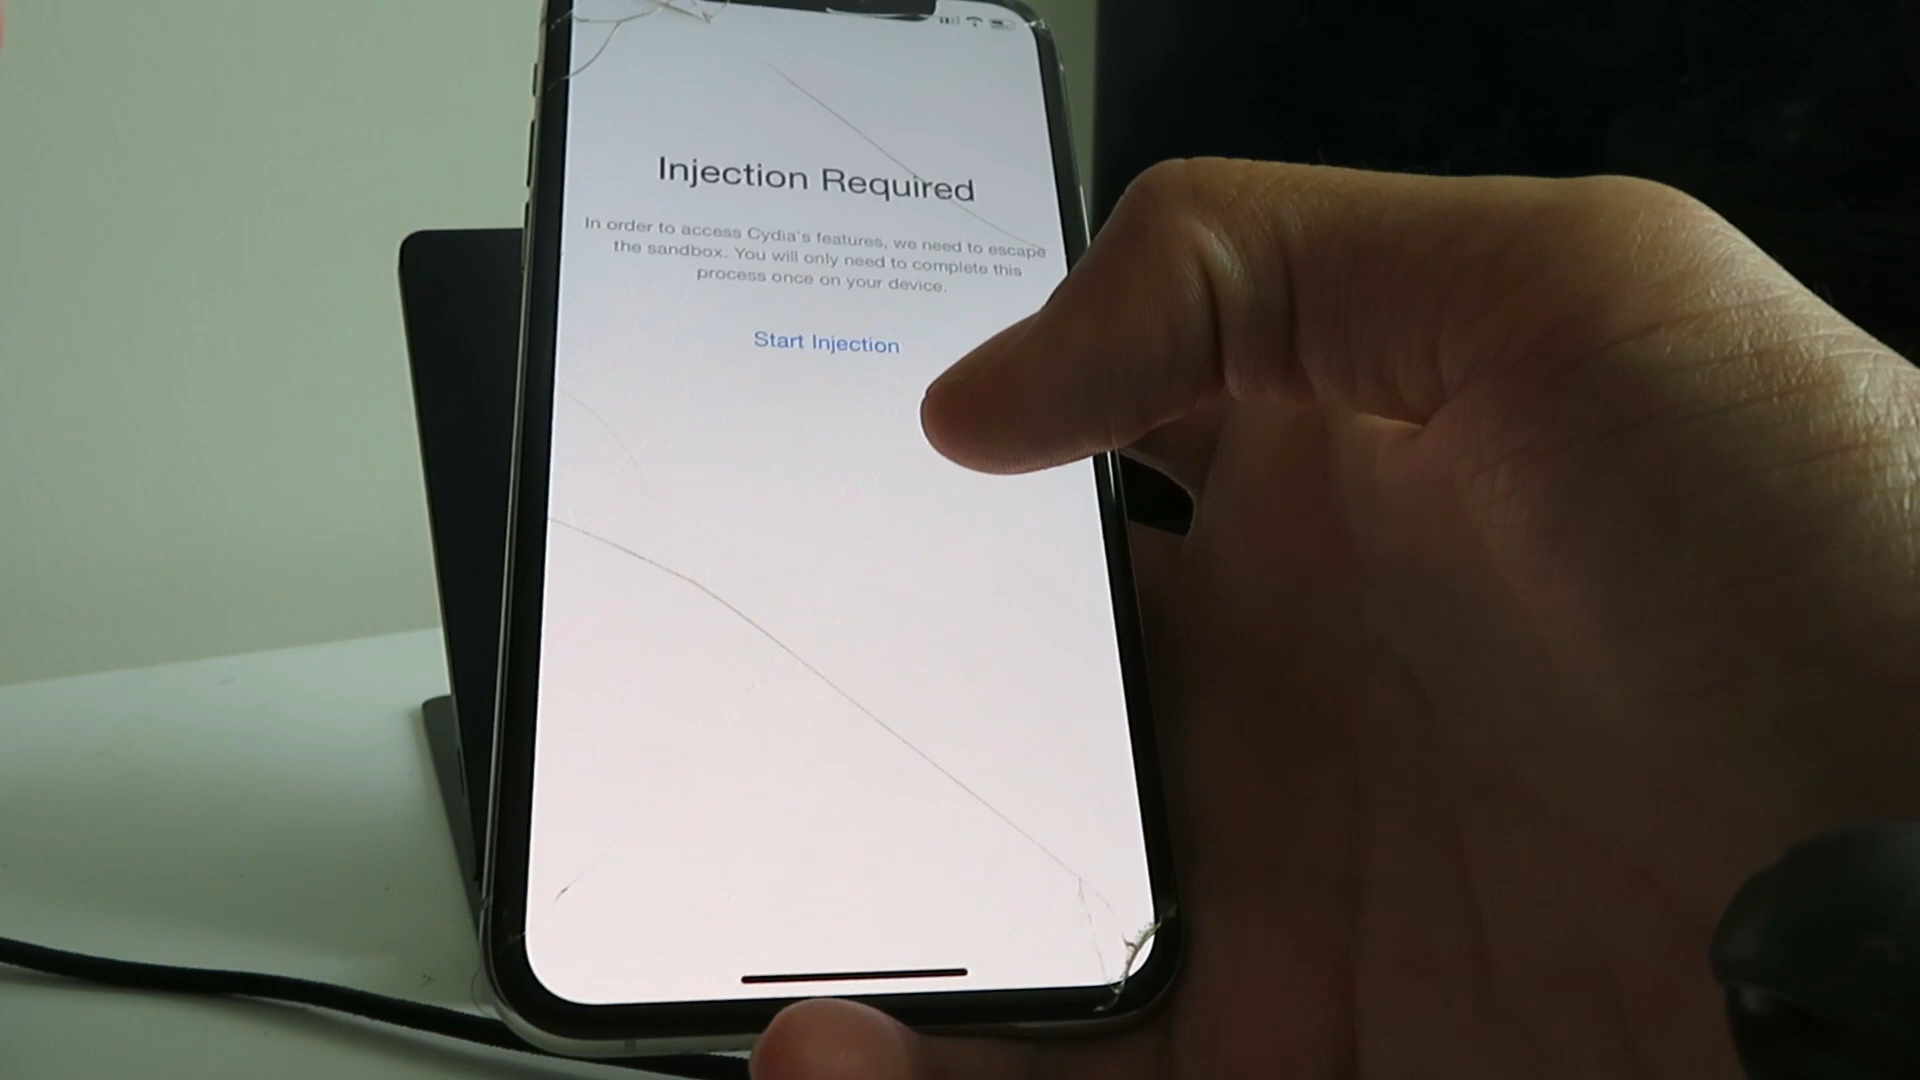 Injection Required
In order to access Cydia's features, we need to escape
the sandbox. You will only need to complete this
process once on your device.
Start Injection